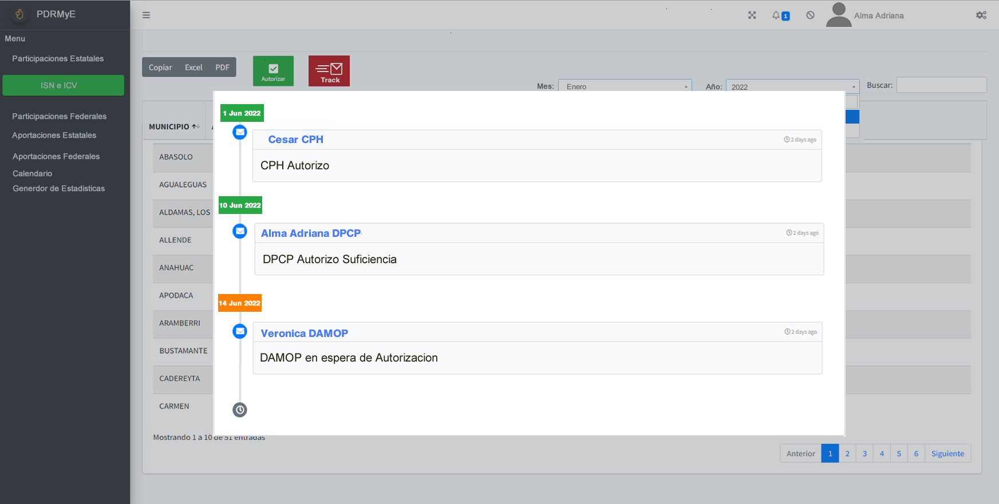 PDRMyE
1
Alma Adriana
Menu
Participaciones Estatales
ISN e ICV
Participaciones Federales
Aportaciones Estatales
Aportaciones Federales
Calendario
Generdor de Estadisticas
Copiar Excel PDF
Autorizar
Track
Mes: Enero
Año: 2022
Buscar:
MUNICIPIO
ABASOLO
AGUALEGUAS
ALDAMAS, LOS
ALLENDE
ANAHUAC
APODACA
ARAMBERRI
BUSTAMANTE
CADEREYTA
CARMEN
1 Jun 2022
Cesar CPH
2 days ago
CPH Autorizo
10 Jun 2022
Alma Adriana DPCP
2 days ago
DPCP Autorizo Suficiencia
14 Jun 2022
Veronica DAMOP
2 days ago
DAMOP en espera de Autorizacion
Mostrando 1 a 10 de 51 entradas
Anterior 1 2 3 4 5 6 Siguiente